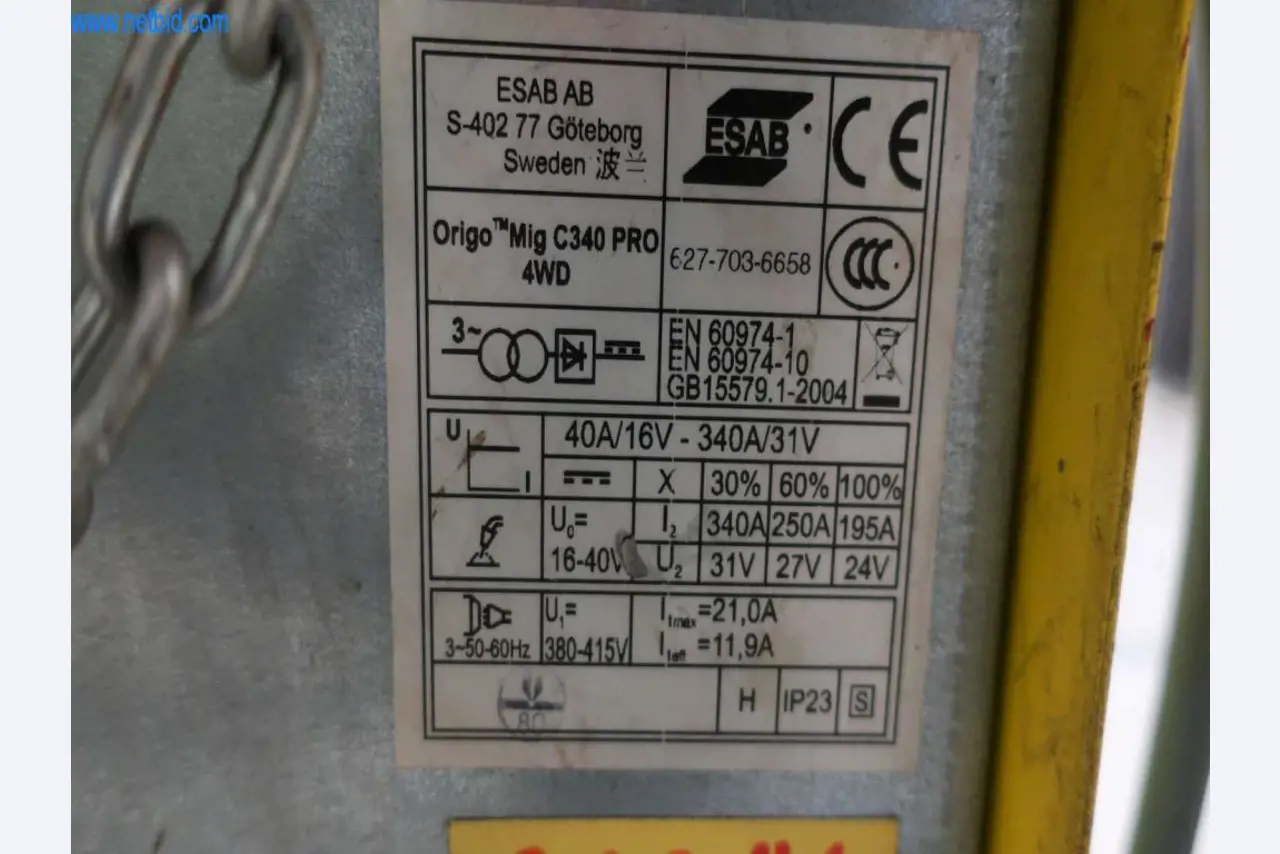 www.netbid.com
ESAB AB
S-402 77 Göteborg
Sweden 波兰
ESAB
CE
Origo™Mig C340 PRO
4WD
627-703-6658
CCC
3~
EN 60974-1
EN 60974-10
GB15579.1-2004
U
I
40A/16V - 340A/31V
X 30% 60% 100%
U₀=
16-40V
I₂ 340A 250A 195A
U₂ 31V 27V 24V
3~50-60Hz
U₁=
380-415V
I₁max=21,0A
I₁eff =11,9A
80
H IP23 S